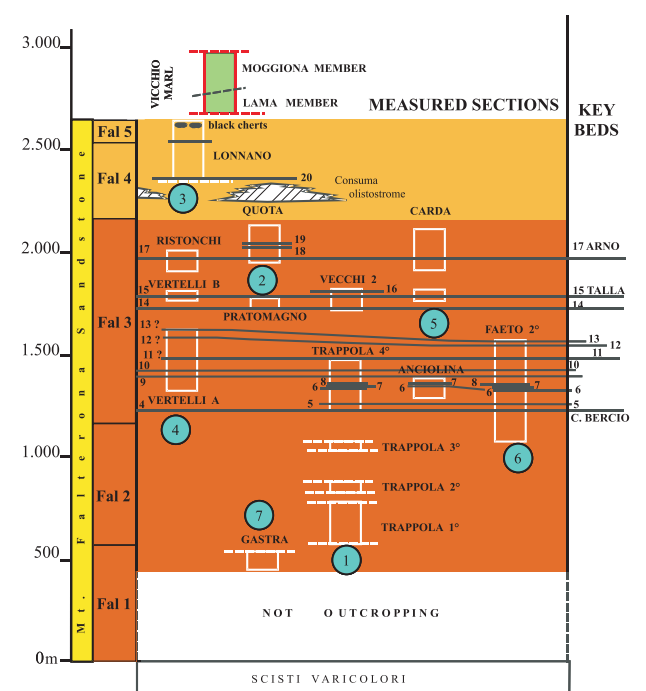 3.000
VICCHIO
MARL
MOGGIONA MEMBER
LAMA MEMBER
MEASURED SECTIONS
KEY
BEDS
Fal 5
black cherts
2.500
LONNANO
Fal 4
20
Consuma
olistostrome
3
QUOTA
CARDA
2.000
17
RISTONCHI
19
18
17 ARNO
2
15
VERTELLI B
VECCHI 2
16
15 TALLA
14
PRATOMAGNO
14
Fal 3
13 ?
5
FAETO 2°
12 ?
13
12
1.500
11 ?
TRAPPOLA 4°
11
10
ANCIOLINA
10
9
8
7
6
7
6
8
7
6
6
4
5
5
VERTELLI A
C. BERCIO
4
1.000
TRAPPOLA 3°
6
Fal 2
TRAPPOLA 2°
7
TRAPPOLA 1°
GASTRA
500
1
Fal 1
NOT OUTCROPPING
0m
SCISTI VARICOLORI
Mt. Falterona Sandstone